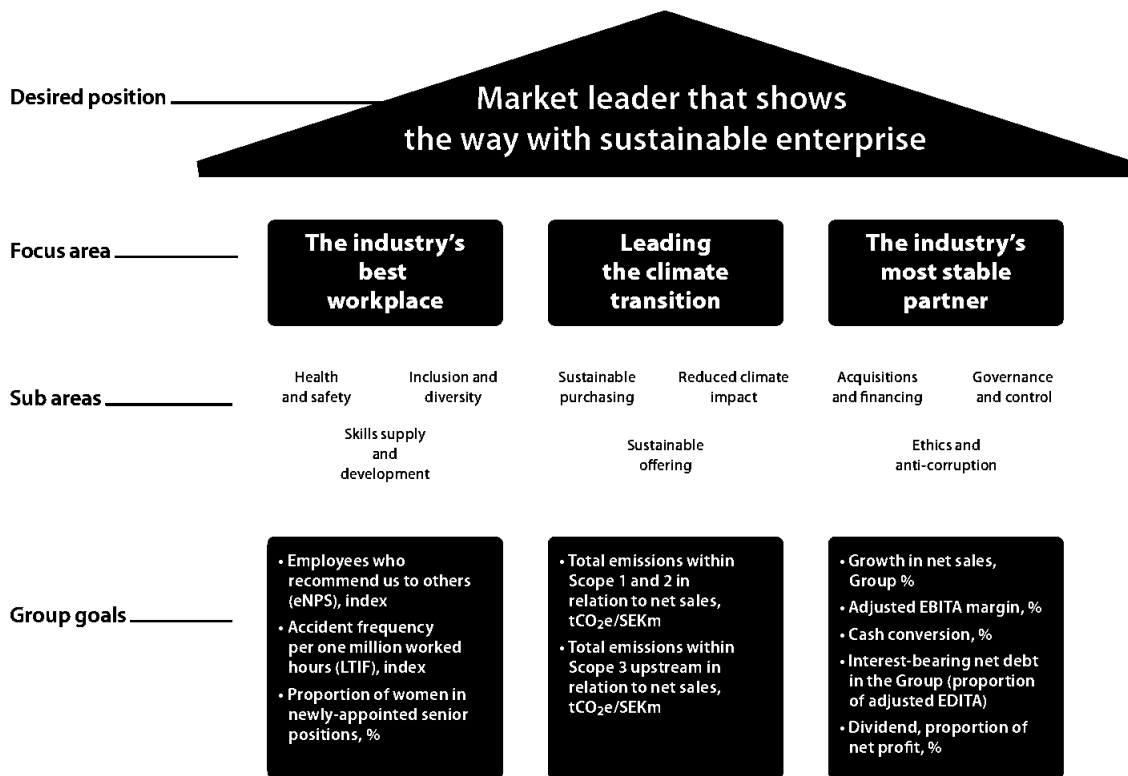 Desired position
Market leader that shows
the way with sustainable enterprise
Focus area
The industry's
best
workplace
Leading
the climate
transition
The industry's
most stable
partner
Sub areas
Health
and safety
Inclusion and
diversity
Skills supply
and
development
Sustainable
purchasing
Reduced climate
impact
Sustainable
offering
Acquisitions
and financing
Governance
and control
Ethics and
anti-corruption
Group goals
• Employees who
recommend us to others
(eNPS), index
• Accident frequency
per one million worked
hours (LTIF), index
• Proportion of women in
newly-appointed senior
positions, %
• Total emissions within
Scope 1 and 2 in
relation to net sales,
tCO₂e/SEKm
• Total emissions within
Scope 3 upstream in
relation to net sales,
tCO₂e/SEKm
• Growth in net sales,
Group %
• Adjusted EBITA margin, %
• Cash conversion, %
• Interest-bearing net debt
in the Group (proportion
of adjusted EDITA)
• Dividend, proportion of
net profit, %